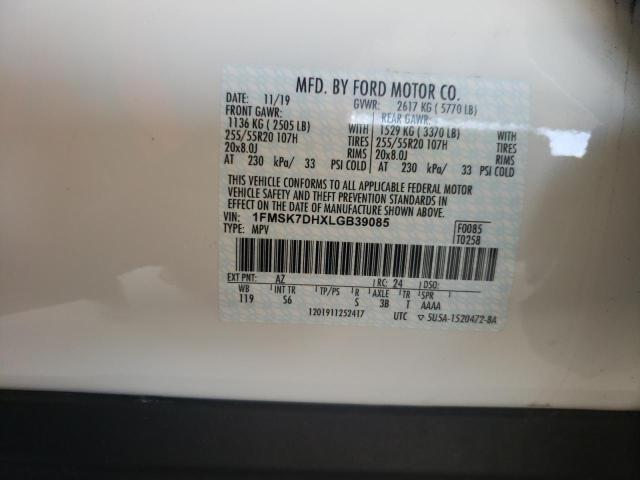 MFD. BY FORD MOTOR CO.
DATE: 11/19 GVWR: 2617 KG ( 5770 LB)
FRONT GAWR: REAR GAWR:
1136 KG ( 2505 LB) WITH 1529 KG ( 3370 LB) WITH
255/55R20 107H TIRES 255/55R20 107H TIRES
20x8.0J RIMS 20x8.0J RIMS
AT 230 kPa/ 33 PSI COLD AT 230 kPa/ 33 PSI COLD
THIS VEHICLE CONFORMS TO ALL APPLICABLE FEDERAL MOTOR
VEHICLE SAFETY AND THEFT PREVENTION STANDARDS IN
EFFECT ON THE DATE OF MANUFACTURE SHOWN ABOVE.
VIN: 1FMSK7DHXLGB39085 F0085
TYPE: MPV T0258
EXT PNT: AZ RC: 24 DSO:
WB INT TR TP/PS R AXLE TR SPR
119 S6 S 3B T AAAA
1201911252417 UTC ▽ 5U5A-1520472-BA